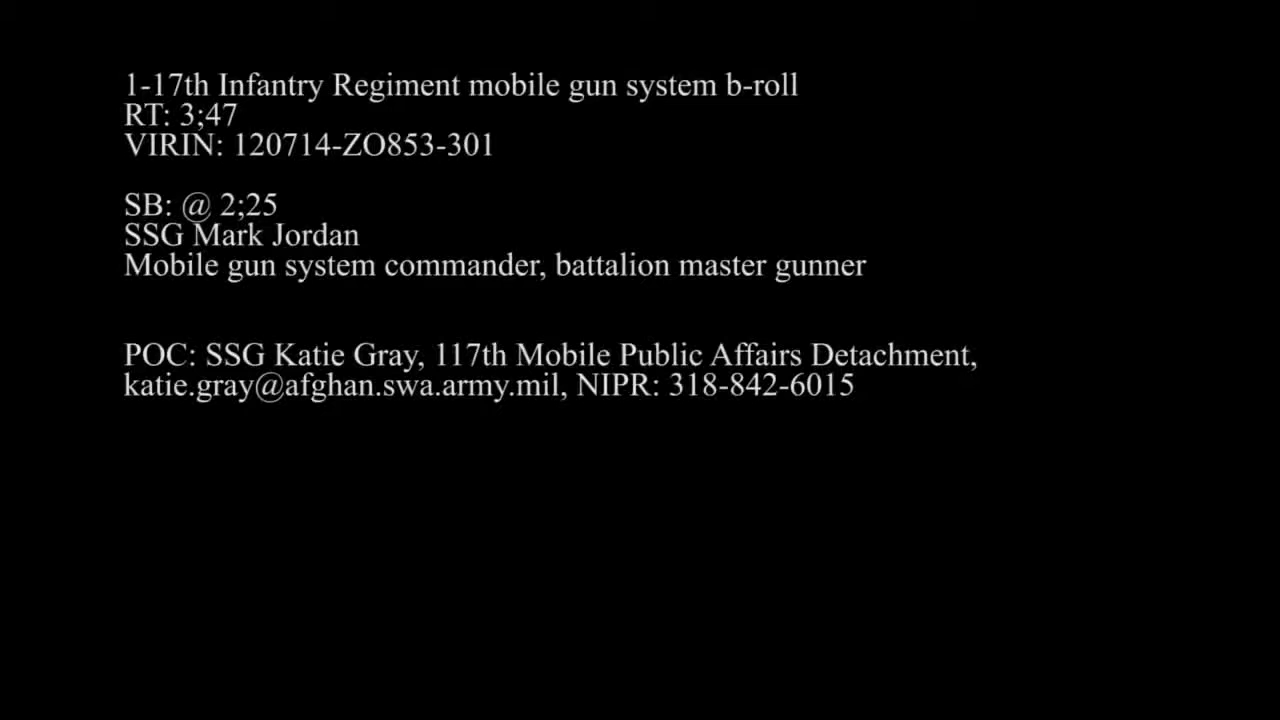 1-17th Infantry Regiment mobile gun system b-roll
RT: 3;47
VIRIN: 120714-ZO853-301
SB: @ 2;25
SSG Mark Jordan
Mobile gun system commander, battalion master gunner
POC: SSG Katie Gray, 117th Mobile Public Affairs Detachment,
katie.gray@afghan.swa.army.mil, NIPR: 318-842-6015